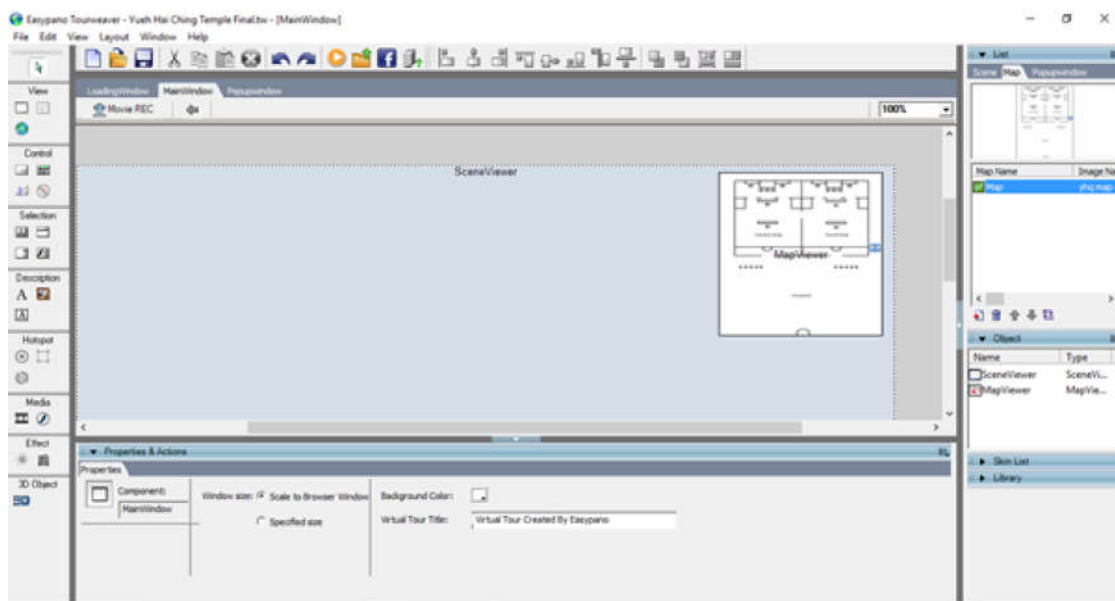 Easypano Tourweaver - Yueh Hai Ching Temple Final.tw - [MainWindow]
File Edit View Layout Window Help
View
Control
Selection
Description
Hotspot
Media
Effect
3D Object
LoadingWindow MainWindow Popupwindow
Movie REC
100%
SceneViewer
MapViewer
Properties & Actions
Properties
Component:
MainWindow
Window size: Scale to Browser Window
Specified size
Background Color:
Virtual Tour Title: Virtual Tour Created By Easypano
List
Scene Map Popupwindow
Map Name Image Na
Map yhq map
Object
Name Type
SceneViewer SceneVi...
MapViewer MapVie...
Skin List
Library